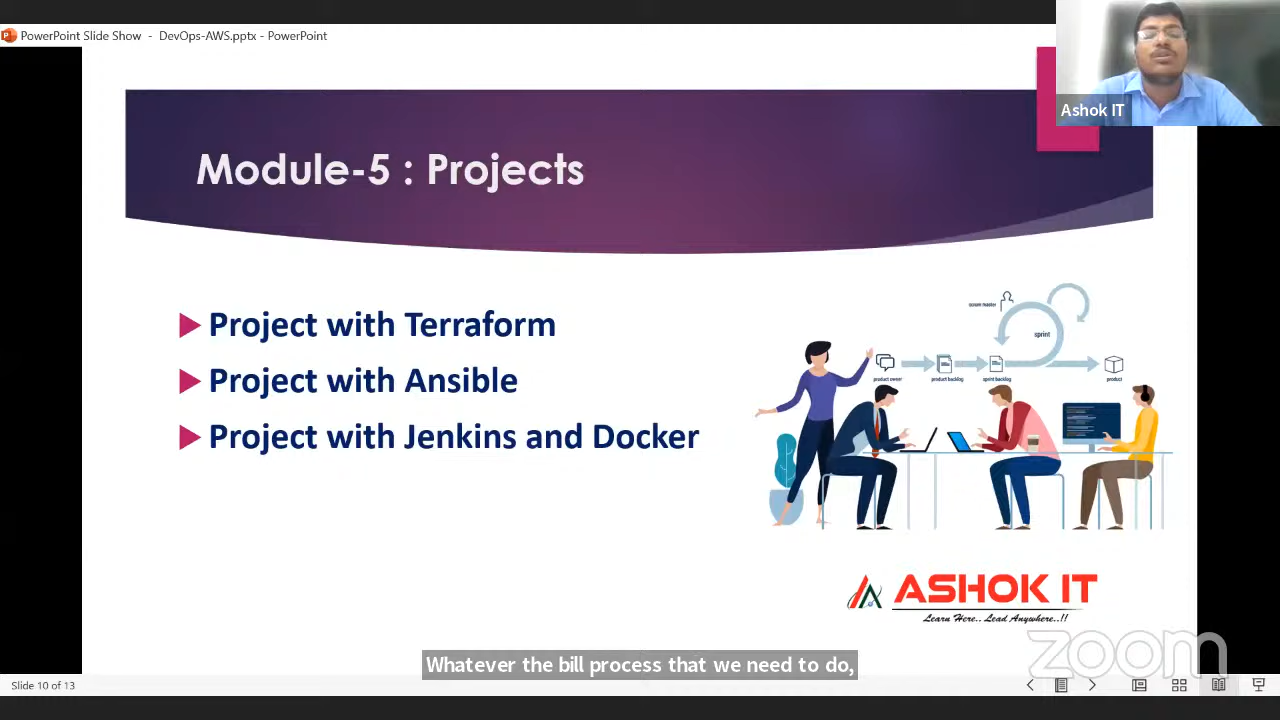 PowerPoint Slide Show - DevOps-AWS.pptx - PowerPoint
Ashok IT
Module-5 : Projects
Project with Terraform
Project with Ansible
Project with Jenkins and Docker
scrum master
sprint
product owner
product backlog
sprint backlog
product
ASHOK IT
Learn Here.. Lead Anywhere..!!
Whatever the bill process that we need to do,
zoom
Slide 10 of 13